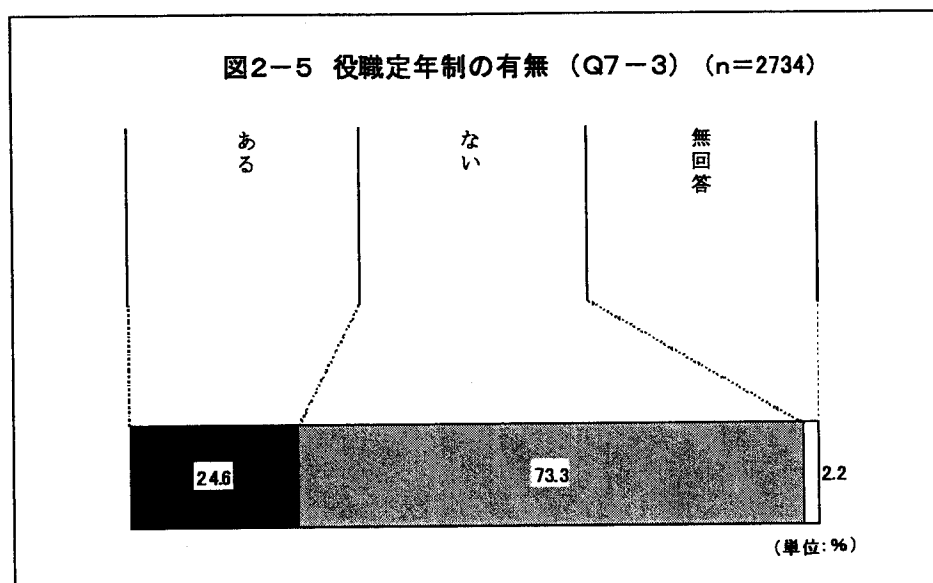 図2－5 役職定年制の有無 （Q7－3）（n＝2734）
ある
ない
無回答
24.6
73.3
2.2
（単位：％）